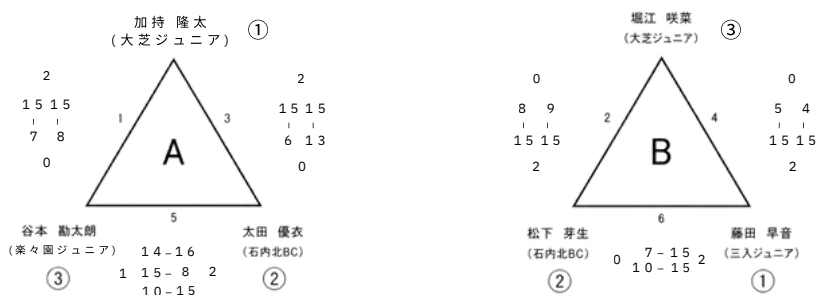 加持 隆太 ①
(大芝ジュニア)
2
15 15
1
- -
7 8
0
2
15 15
3
- -
6 13
0
A
5
谷本 勘太朗
(楽々園ジュニア)
③
14-16
1 15- 8 2
10-15
太田 優衣
(石内北BC)
②
堀江 咲菜
(大芝ジュニア)
③
0
8 9
2
- -
15 15
2
0
5 4
4
- -
15 15
2
B
6
松下 芽生
(石内北BC)
②
7-15
0 2
10-15
藤田 早音
(三入ジュニア)
①